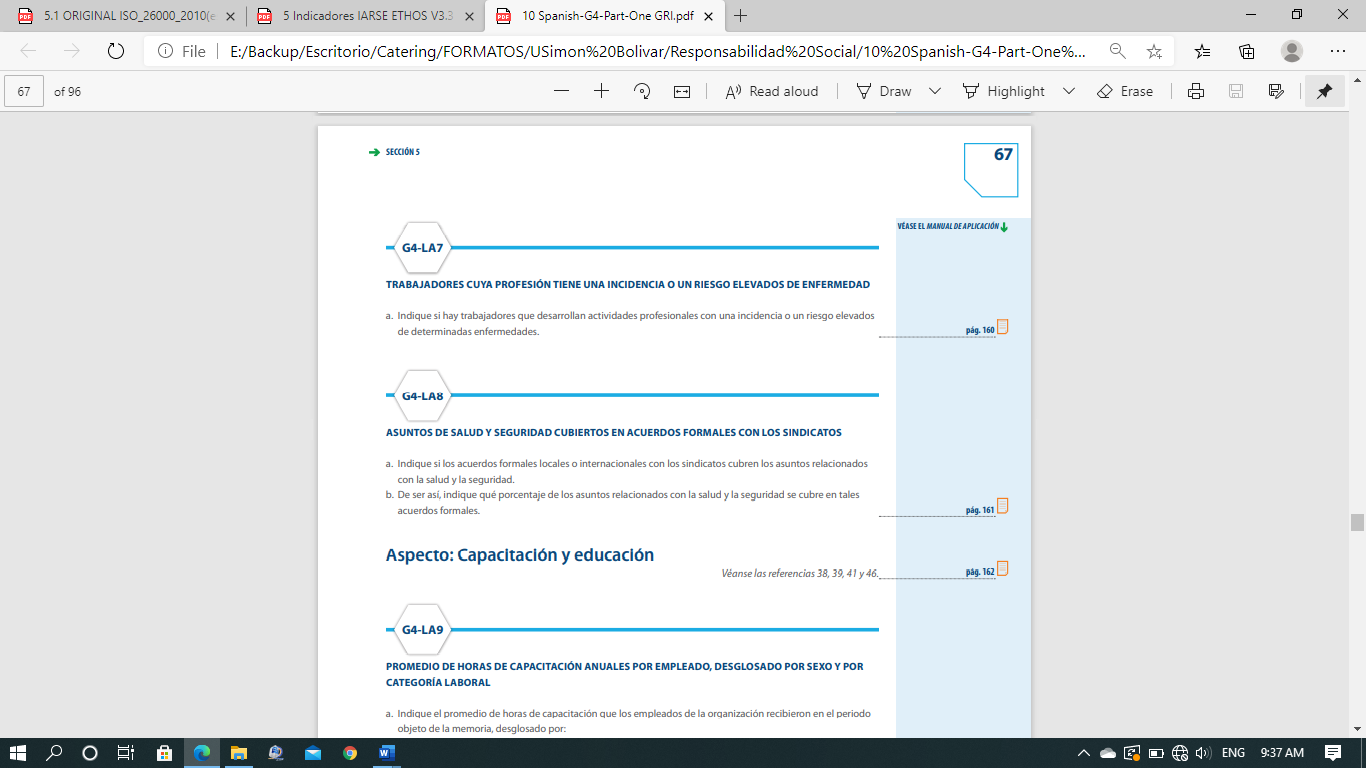 5.1 ORIGINAL ISO_26000_2010(e
5 Indicadores IARSE ETHOS V3.3
10 Spanish-G4-Part-One GRI.pdf
File
E:/Backup/Escritorio/Catering/FORMATOS/USimon%20Bolivar/Responsabilidad%20Social/10%20Spanish-G4-Part-One%...
67 of 96
Read aloud
Draw
Highlight
Erase
SECCIÓN 5
67
VÉASE EL MANUAL DE APLICACIÓN
G4-LA7
TRABAJADORES CUYA PROFESIÓN TIENE UNA INCIDENCIA O UN RIESGO ELEVADOS DE ENFERMEDAD
a. Indique si hay trabajadores que desarrollan actividades profesionales con una incidencia o un riesgo elevados
de determinadas enfermedades.
pág. 160
G4-LA8
ASUNTOS DE SALUD Y SEGURIDAD CUBIERTOS EN ACUERDOS FORMALES CON LOS SINDICATOS
a. Indique si los acuerdos formales locales o internacionales con los sindicatos cubren los asuntos relacionados
con la salud y la seguridad.
b. De ser así, indique qué porcentaje de los asuntos relacionados con la salud y la seguridad se cubre en tales
acuerdos formales.
pág. 161
Aspecto: Capacitación y educación
Véanse las referencias 38, 39, 41 y 46.
pág. 162
G4-LA9
PROMEDIO DE HORAS DE CAPACITACIÓN ANUALES POR EMPLEADO, DESGLOSADO POR SEXO Y POR
CATEGORÍA LABORAL
a. Indique el promedio de horas de capacitación que los empleados de la organización recibieron en el periodo
objeto de la memoria, desglosado por:
ENG
9:37 AM